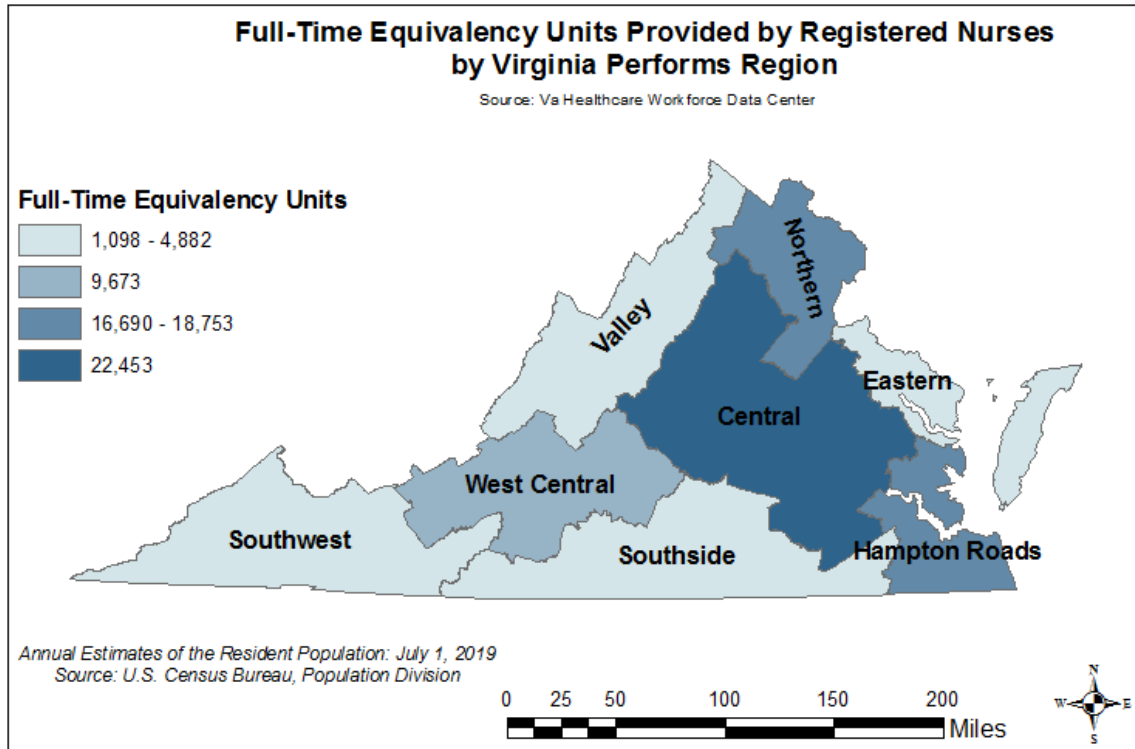 Full-Time Equivalency Units Provided by Registered Nurses
by Virginia Performs Region
Source: Va Healthcare Workforce Data Center
Full-Time Equivalency Units
1,098 - 4,882
9,673
16,690 - 18,753
22,453
Northern
Valley
Eastern
Central
West Central
Southwest
Southside
Hampton Roads
Annual Estimates of the Resident Population: July 1, 2019
Source: U.S. Census Bureau, Population Division
0 25 50 100 150 200
Miles
N
W E
S